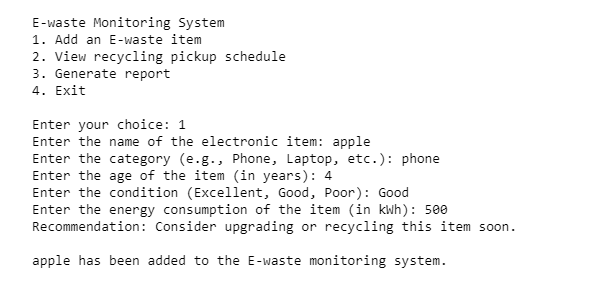 E-waste Monitoring System
1. Add an E-waste item
2. View recycling pickup schedule
3. Generate report
4. Exit
Enter your choice: 1
Enter the name of the electronic item: apple
Enter the category (e.g., Phone, Laptop, etc.): phone
Enter the age of the item (in years): 4
Enter the condition (Excellent, Good, Poor): Good
Enter the energy consumption of the item (in kWh): 500
Recommendation: Consider upgrading or recycling this item soon.
apple has been added to the E-waste monitoring system.